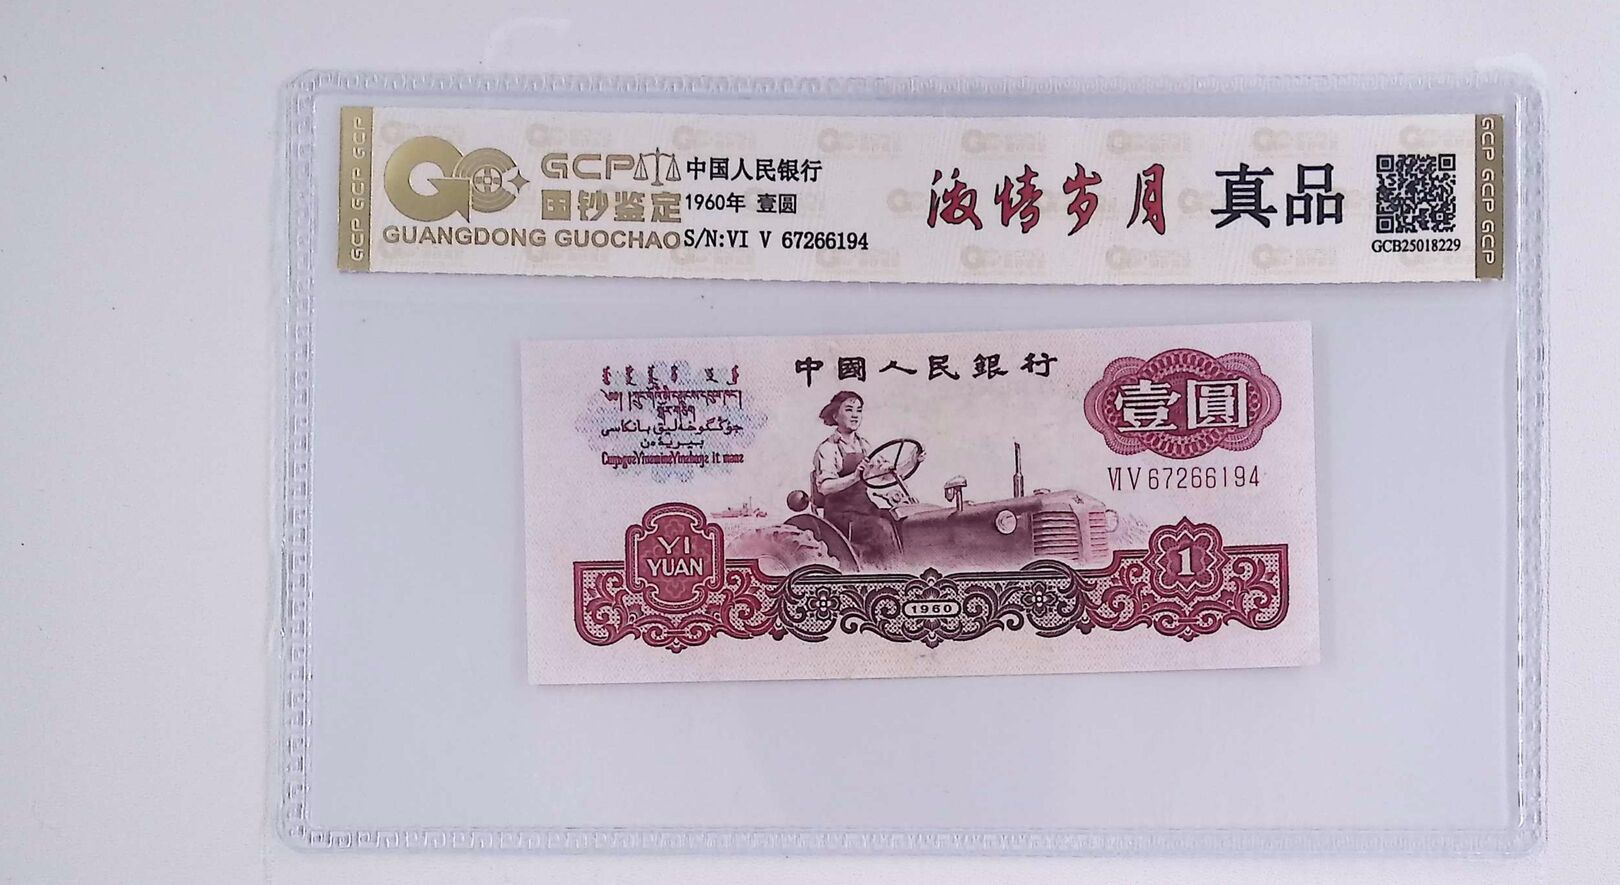 GCP
国钞鉴定
GUANGDONG GUOCHAO
中国人民银行
1960年 壹圆
S/N:VI V 67266194
激情岁月
真品
GCB25018229
GCP GCP GCP
GCP GCP GCP
中國人民銀行
壹圓
VI V 67266194
YI
YUAN
1960
1